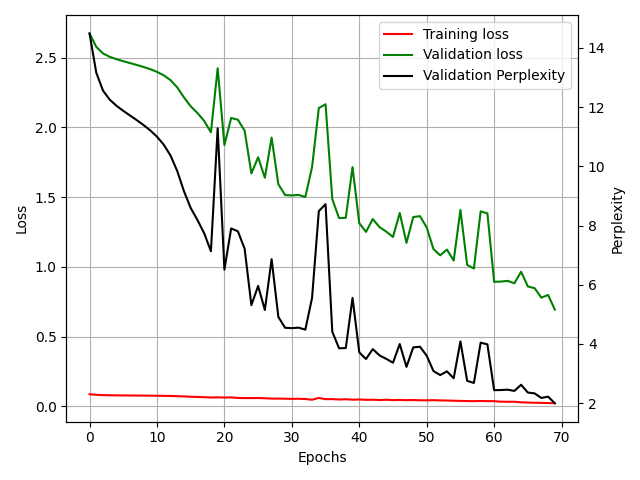 Training loss
Validation loss
Validation Perplexity
Loss
2.5
2.0
1.5
1.0
0.5
0.0
14
12
10
8
6
4
2
Perplexity
0 10 20 30 40 50 60 70
Epochs